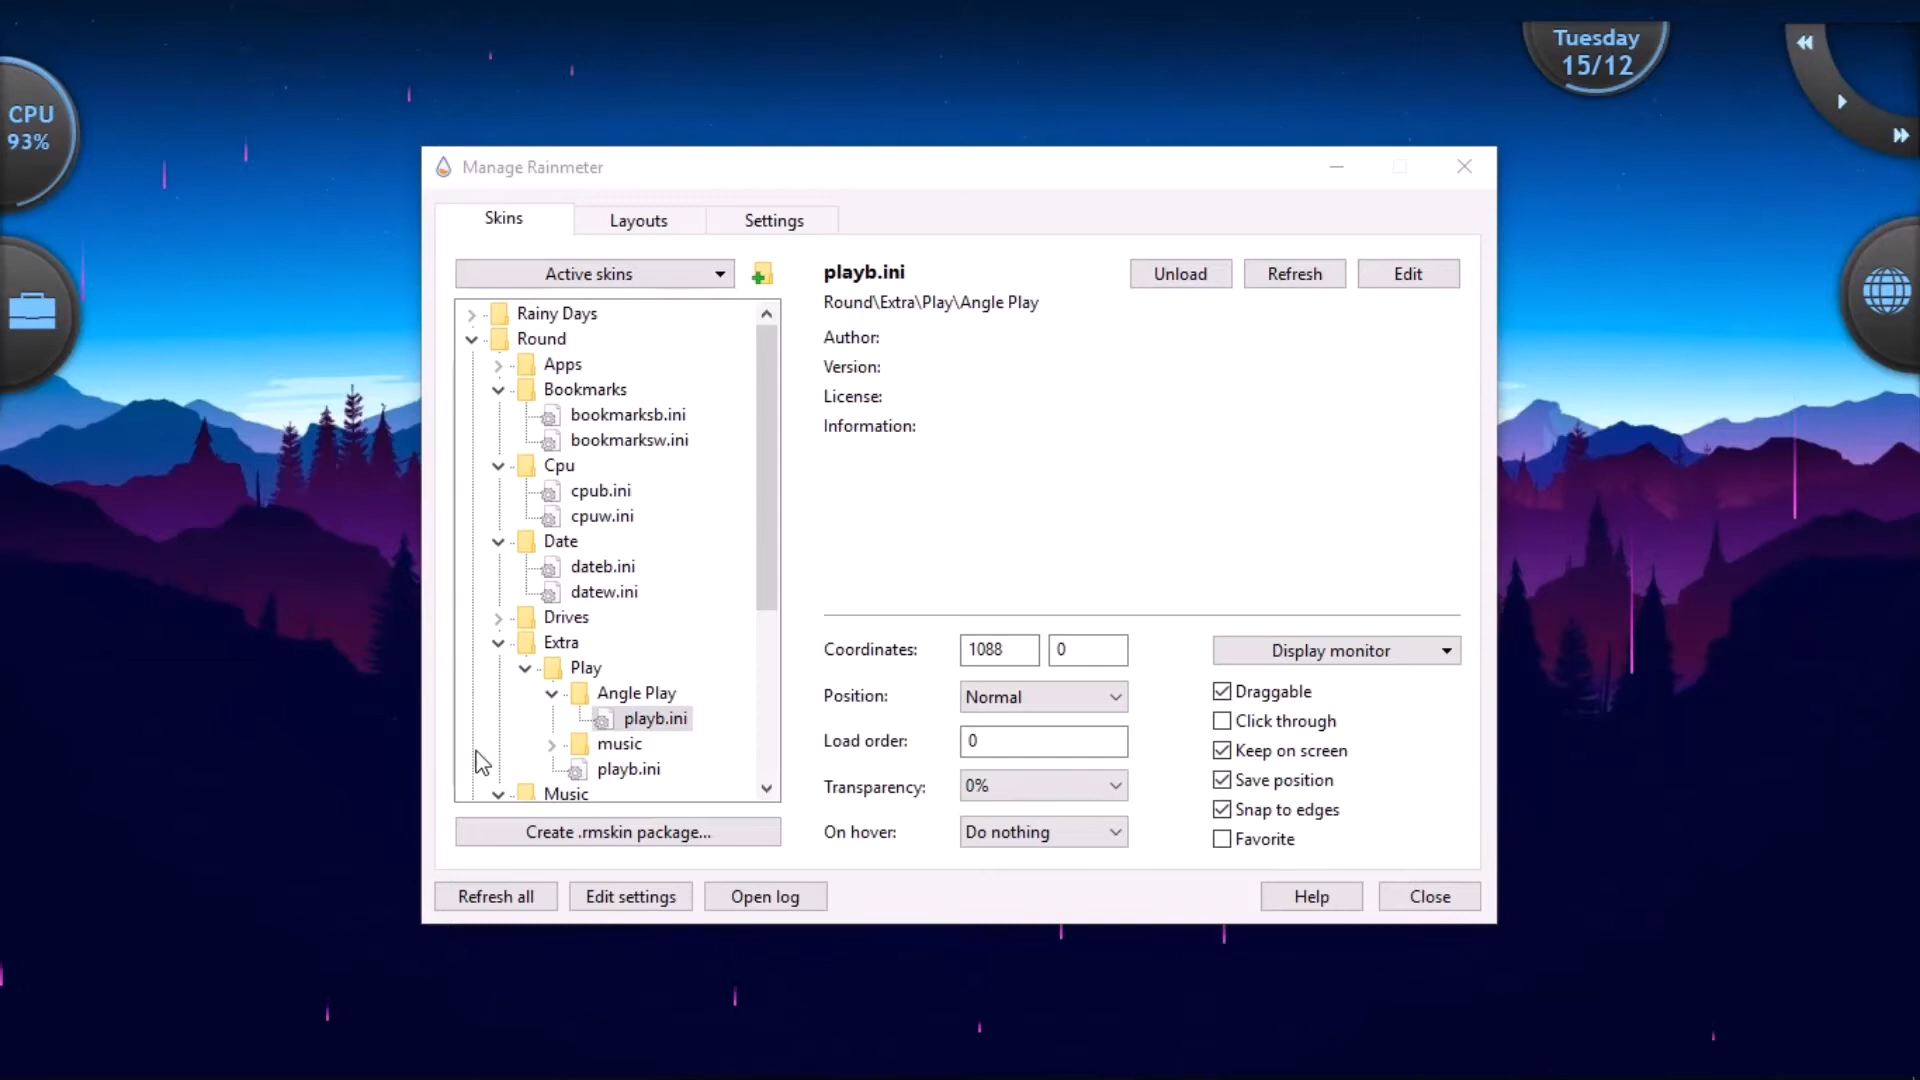 Tuesday
15/12
CPU
93%
Manage Rainmeter
Skins
Layouts
Settings
Active skins
Rainy Days
Round
Apps
Bookmarks
bookmarksb.ini
bookmarksw.ini
Cpu
cpub.ini
cpuw.ini
Date
dateb.ini
datew.ini
Drives
Extra
Play
Angle Play
playb.ini
music
playb.ini
Music
Create .rmskin package...
playb.ini
Unload
Refresh
Edit
Round\Extra\Play\Angle Play
Author:
Version:
License:
Information:
Coordinates: 1088 0
Position: Normal
Load order: 0
Transparency: 0%
On hover: Do nothing
Display monitor
Draggable
Click through
Keep on screen
Save position
Snap to edges
Favorite
Refresh all
Edit settings
Open log
Help
Close